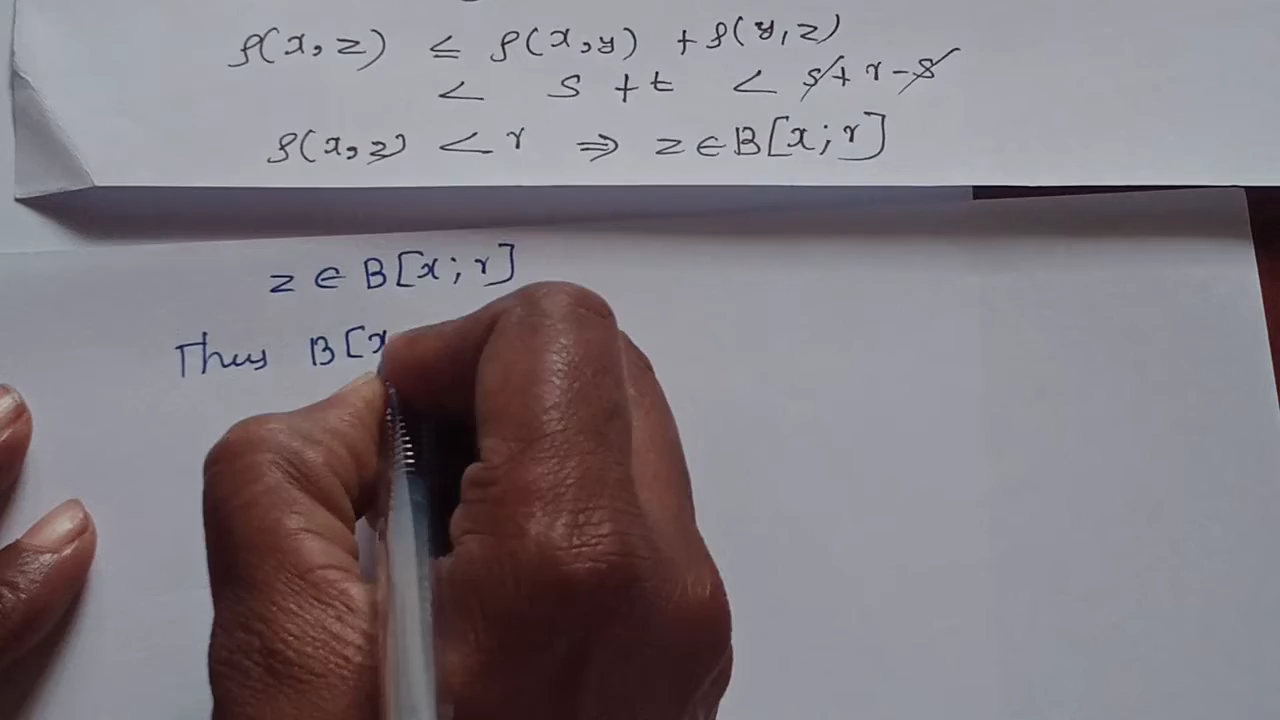 ρ(x,z) ≤ ρ(x,y) + ρ(y,z)
< s + t < s + r - s
ρ(x,z) < r ⇒ z ∈ B[x;r]
z ∈ B[x;r]
Thus B[x